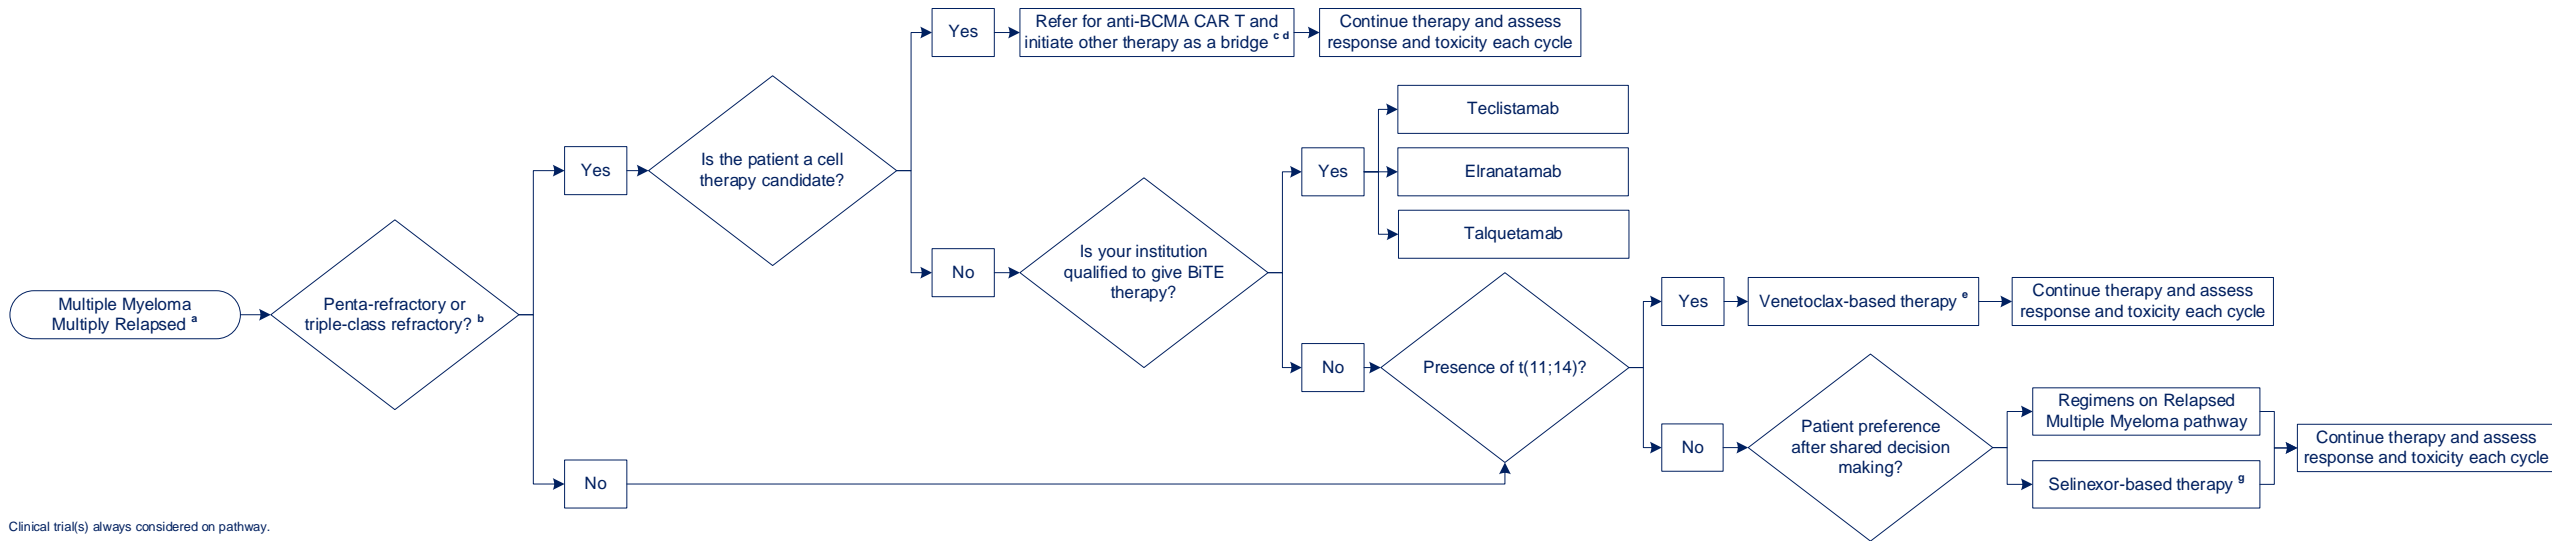 Multiple Myeloma
Multiply Relapsed a
Penta-refractory or
triple-class refractory? b
Yes
Is the patient a cell
therapy candidate?
Yes
Refer for anti-BCMA CAR T and
initiate other therapy as a bridge c d
Continue therapy and assess
response and toxicity each cycle
No
Is your institution
qualified to give BiTE
therapy?
Yes
Teclistamab
Elranatamab
Talquetamab
No
Presence of t(11;14)?
Yes
Venetoclax-based therapy e
Continue therapy and assess
response and toxicity each cycle
No
Patient preference
after shared decision
making?
Regimens on Relapsed
Multiple Myeloma pathway
Selinexor-based therapy g
Continue therapy and assess
response and toxicity each cycle
No
Clinical trial(s) always considered on pathway.